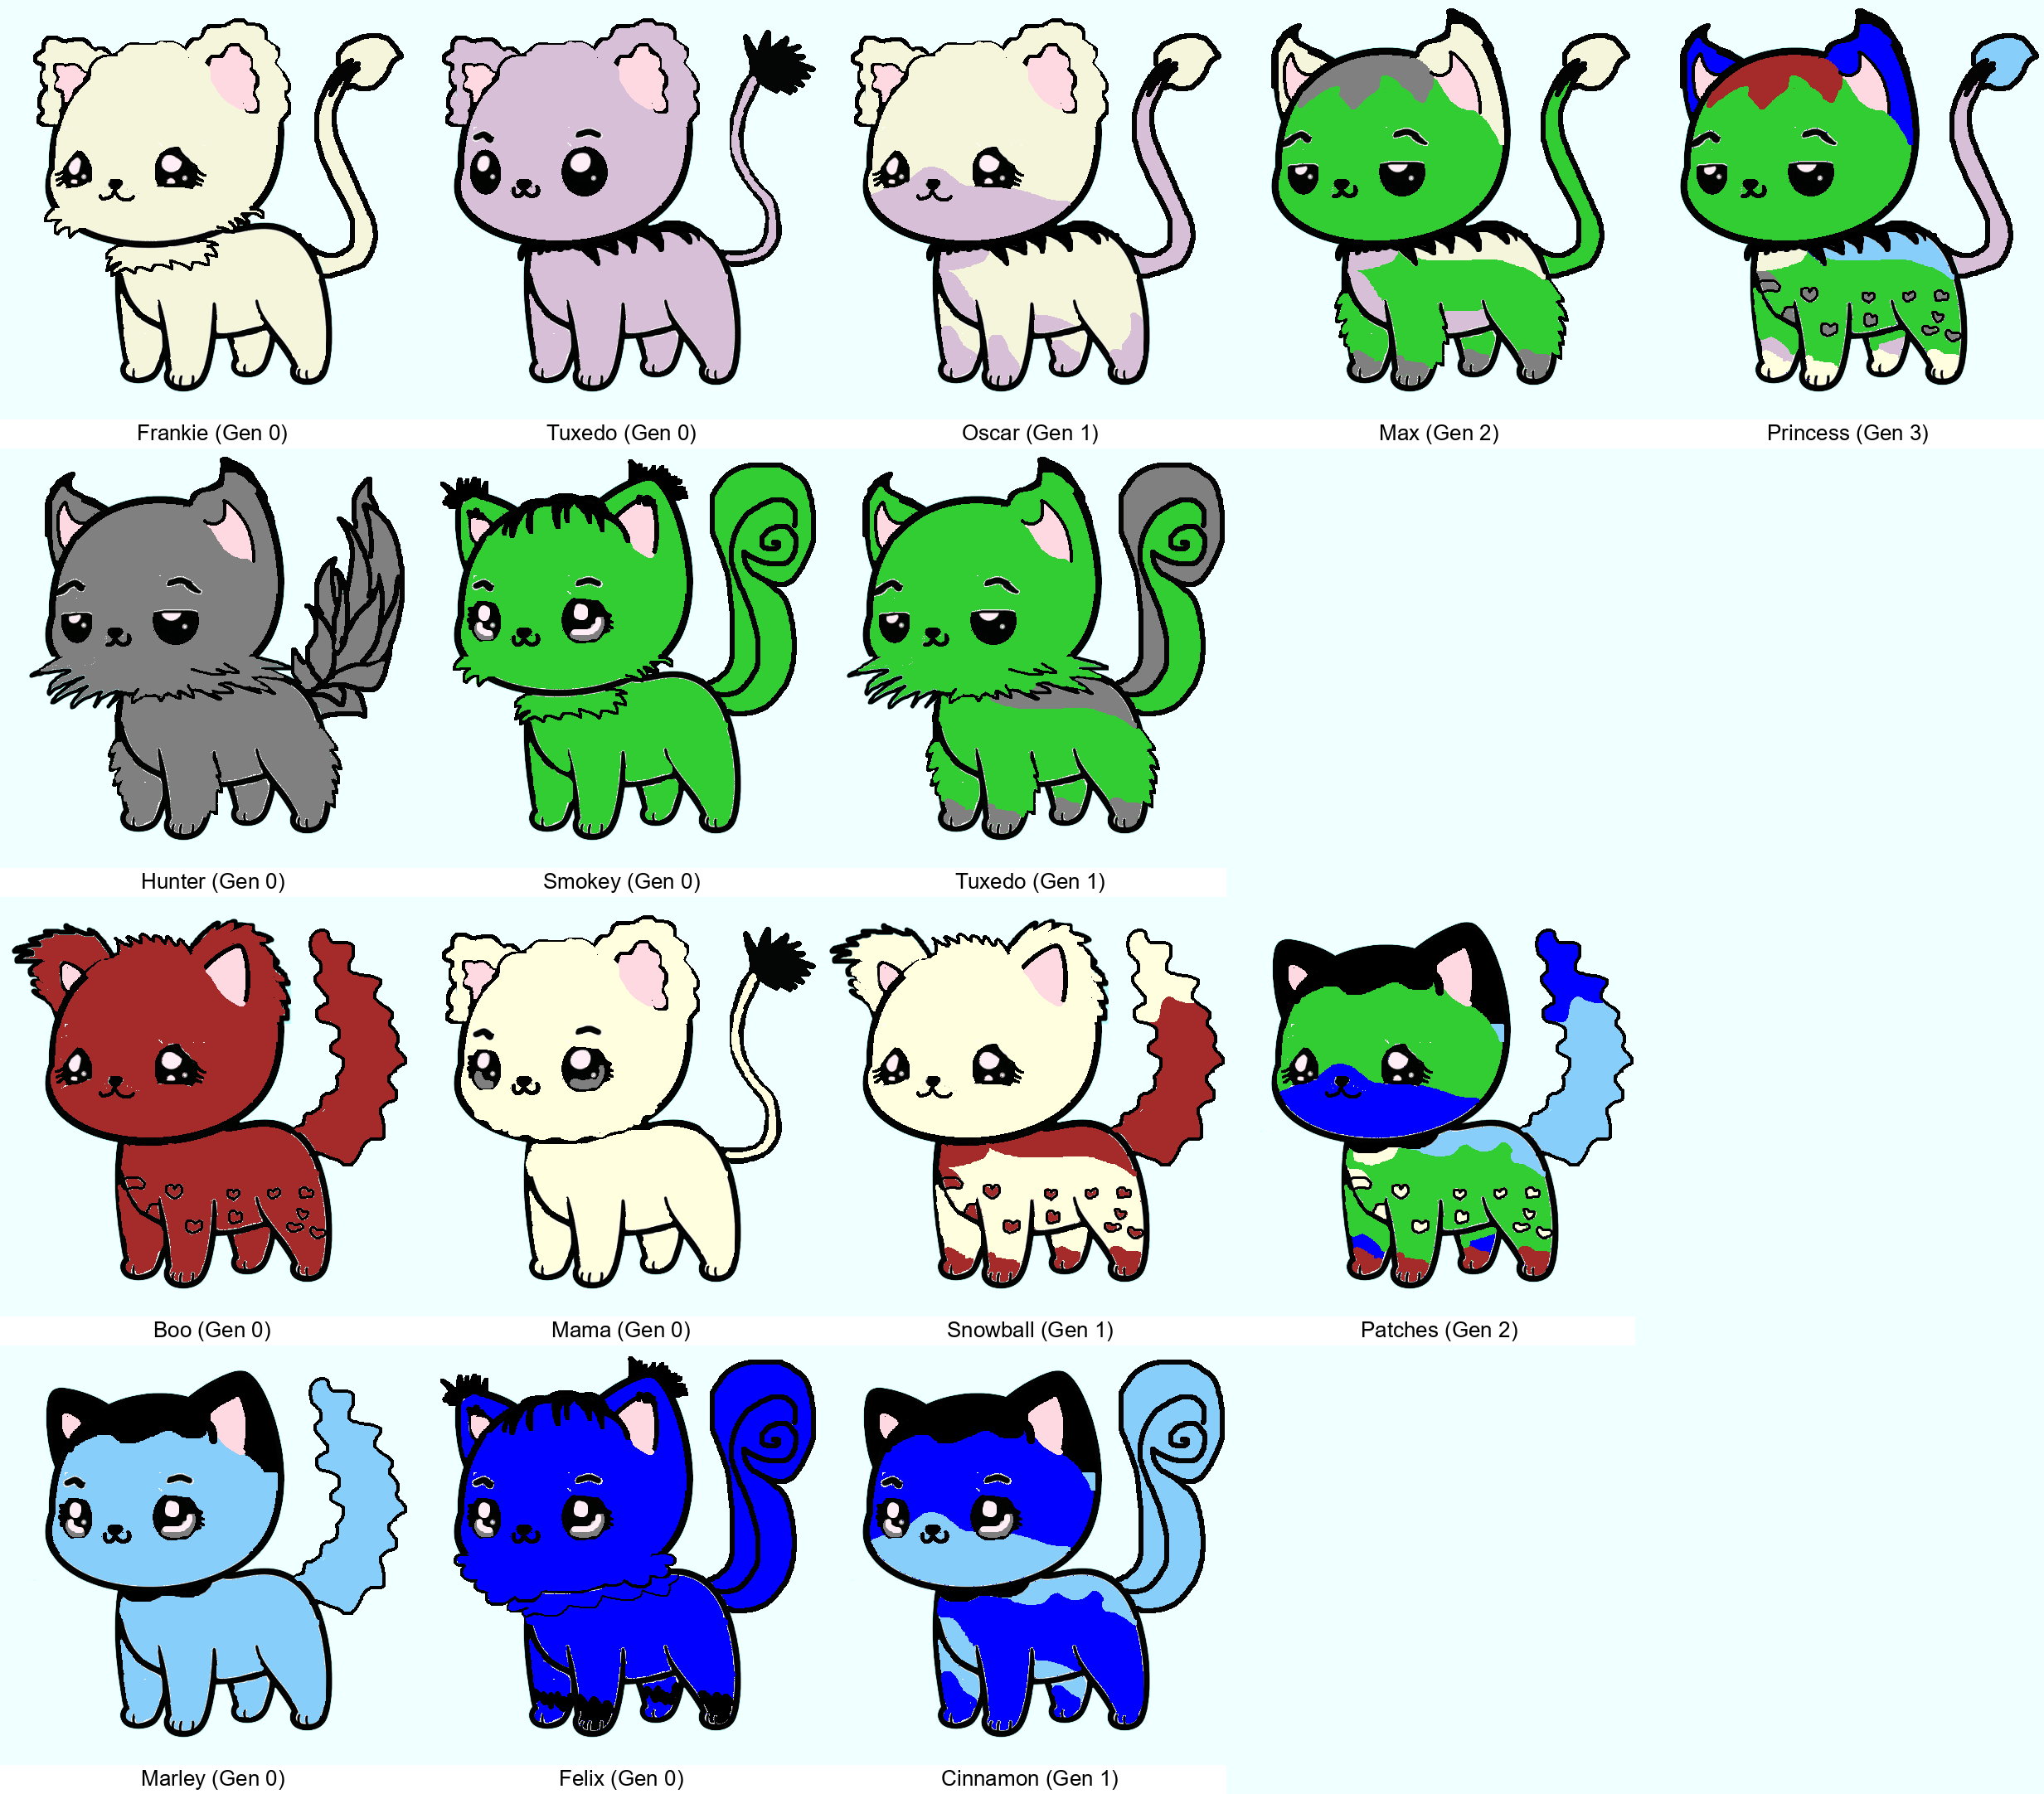 Frankie (Gen 0)
Tuxedo (Gen 0)
Oscar (Gen 1)
Max (Gen 2)
Princess (Gen 3)
Hunter (Gen 0)
Smokey (Gen 0)
Tuxedo (Gen 1)
Boo (Gen 0)
Mama (Gen 0)
Snowball (Gen 1)
Patches (Gen 2)
Marley (Gen 0)
Felix (Gen 0)
Cinnamon (Gen 1)